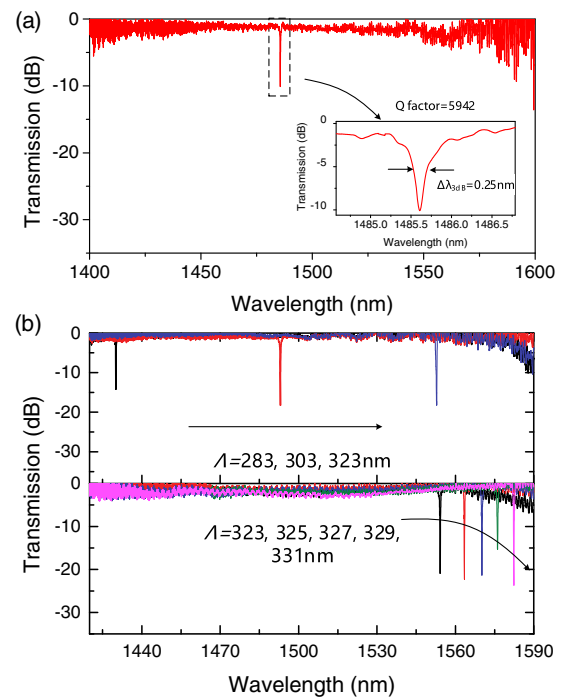 (a)
0
-10
-20
-30
Transmission (dB)
Q factor=5942
0
-5
-10
Transmission (dB)
Δλ3dB=0.25nm
1485.0 1485.5 1486.0 1486.5
Wavelength (nm)
1400 1450 1500 1550 1600
Wavelength (nm)
(b)
0
-10
-20
-30
Transmission (dB)
Λ=283, 303, 323nm
0
-10
-20
-30
Transmission (dB)
Λ=323, 325, 327, 329,
331nm
1440 1470 1500 1530 1560 1590
Wavelength (nm)